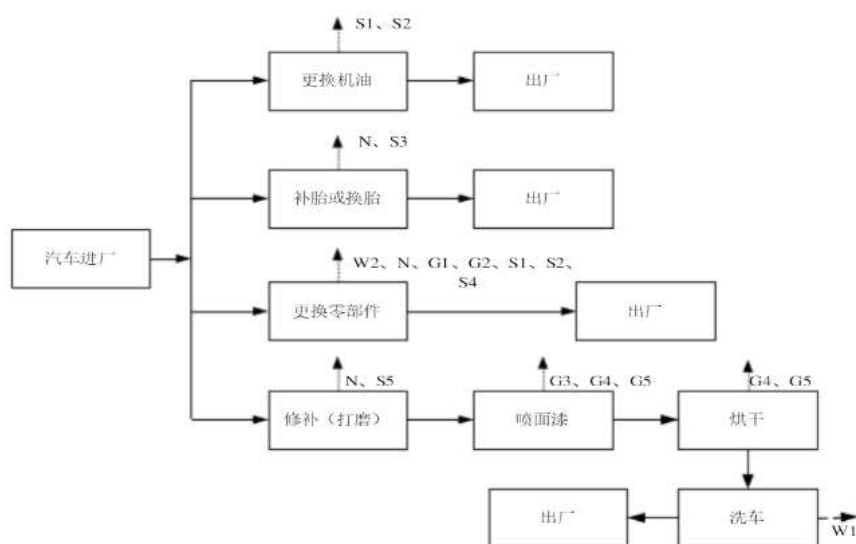 S1、S2
更换机油
出厂
N、S3
补胎或换胎
出厂
汽车进厂
W2、N、G1、G2、S1、S2、
S4
更换零部件
出厂
N、S5
G3、G4、G5
G4、G5
修补（打磨）
喷面漆
烘干
出厂
洗车
W1